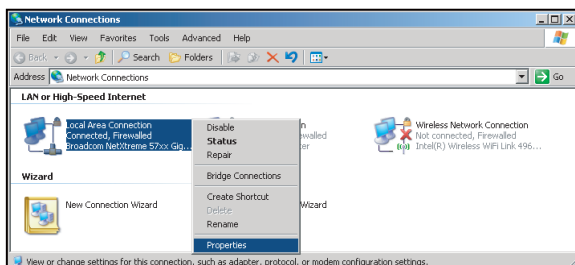 Network Connections
File Edit View Favorites Tools Advanced Help
Back Search Folders
Address Network Connections Go
LAN or High-Speed Internet
Local Area Connection
Connected, Firewalled
Broadcom NetXtreme 57xx Gig...
Disable
Status
Repair
Bridge Connections
Create Shortcut
Delete
Rename
Properties
Wireless Network Connection
Not connected, Firewalled
Intel(R) Wireless WiFi Link 496...
Wizard
New Connection Wizard
Wizard
View or change settings for this connection, such as adapter, protocol, or modem configuration settings.